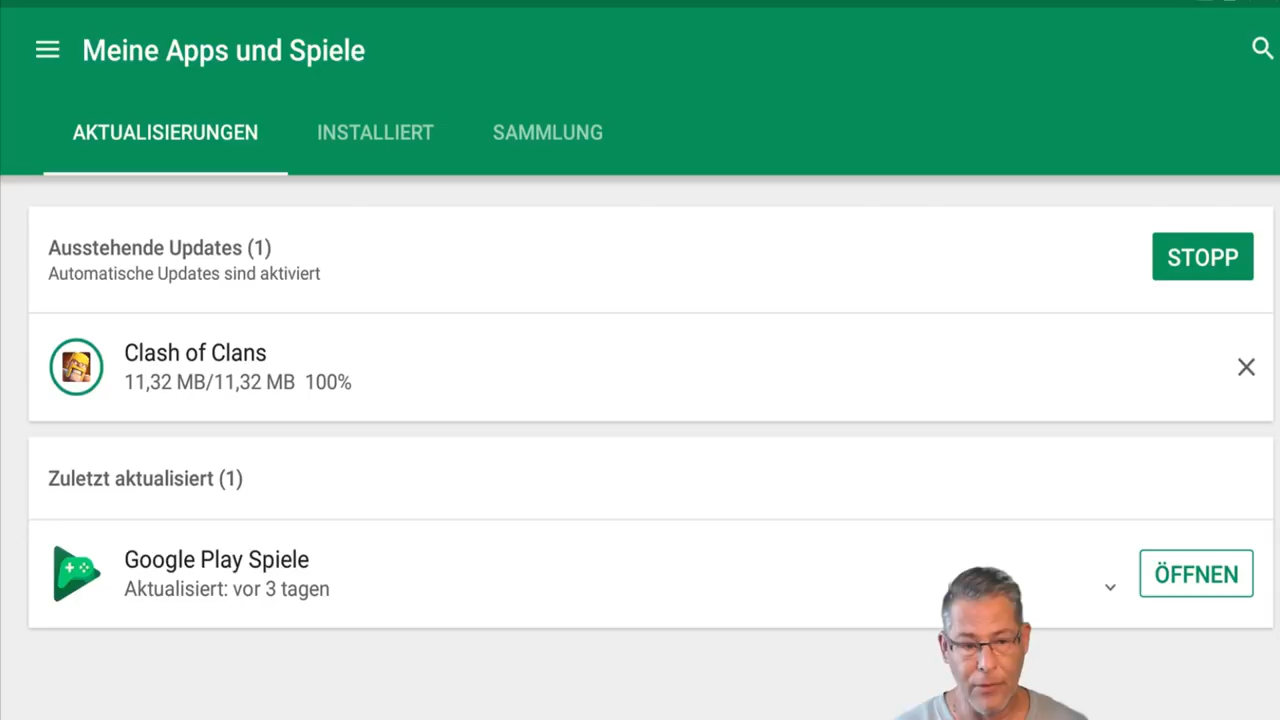 Meine Apps und Spiele
AKTUALISIERUNGEN INSTALLIERT SAMMLUNG
Ausstehende Updates (1)
Automatische Updates sind aktiviert
STOPP
Clash of Clans
11,32 MB/11,32 MB 100%
Zuletzt aktualisiert (1)
Google Play Spiele
Aktualisiert: vor 3 tagen
ÖFFNEN